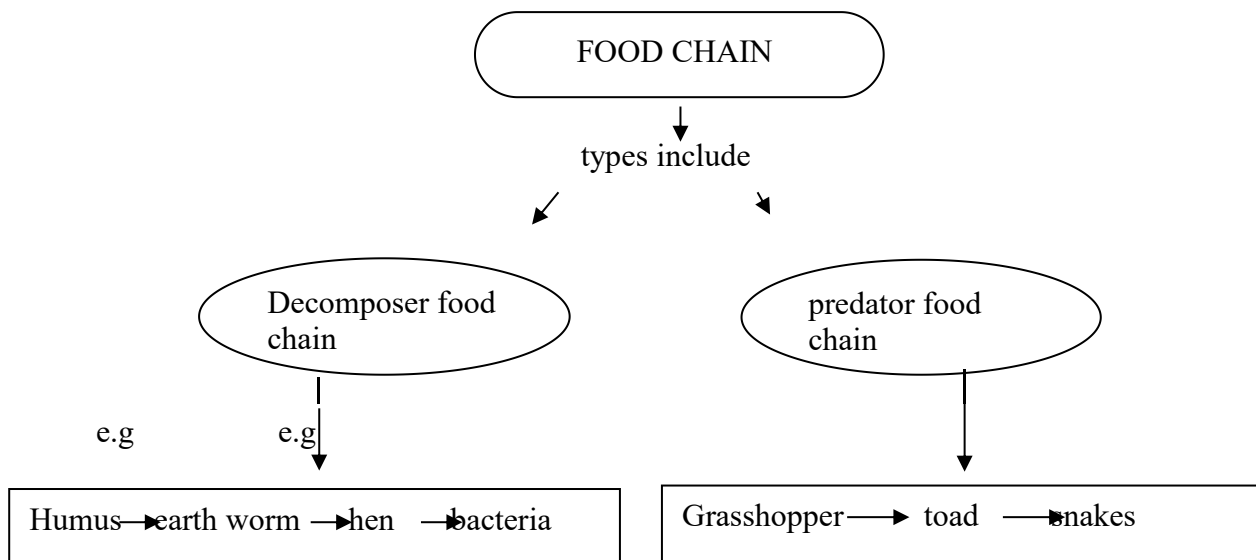 FOOD CHAIN
types include
Decomposer food
chain
predator food
chain
e.g
e.g
Humus earth worm hen bacteria
Grasshopper toad snakes